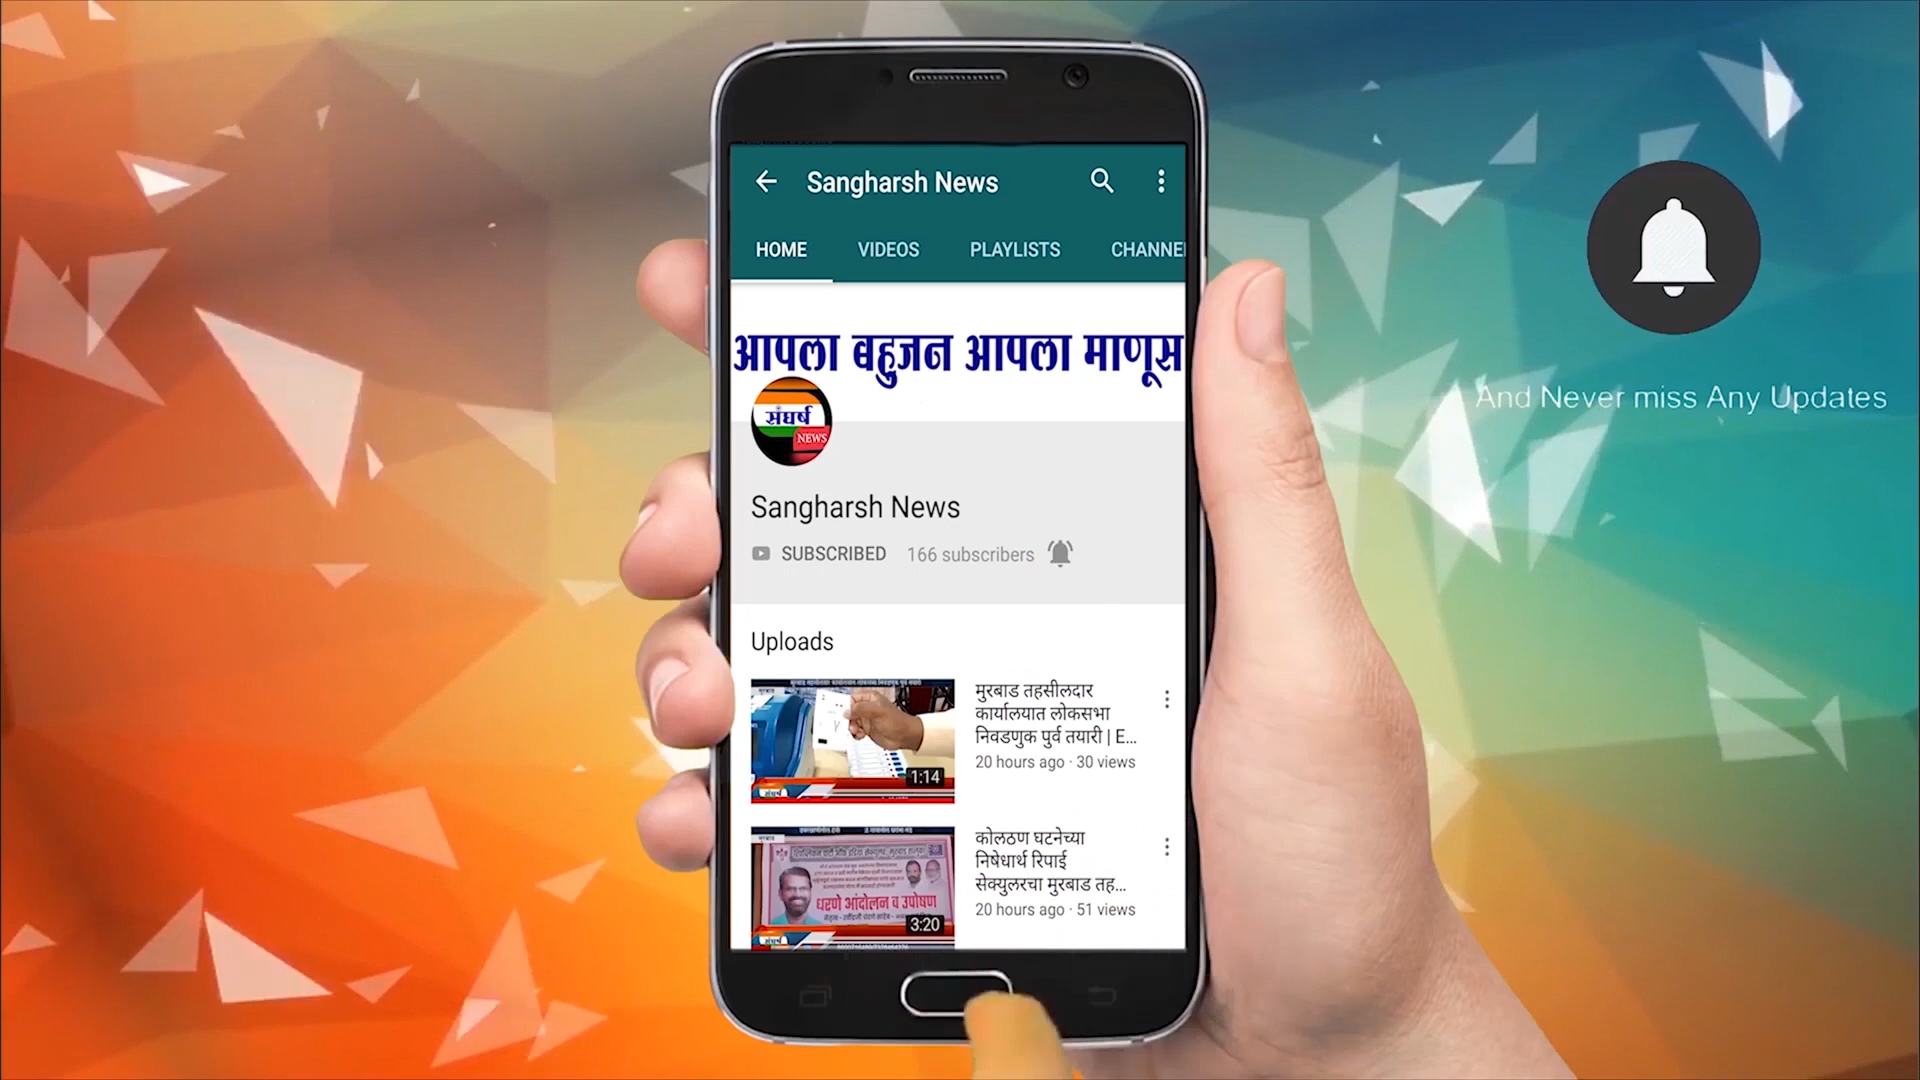 Sangharsh News
HOME VIDEOS PLAYLISTS CHANNE
आपला बहुजन आपला माणूस
संघर्ष
NEWS
Sangharsh News
SUBSCRIBED 166 subscribers
Uploads
मुरबाड तहसीलदार
कार्यालयात लोकसभा
निवडणुक पुर्व तयारी | E...
20 hours ago · 30 views
1:14
संघर्ष
कोलठण घटनेच्या
निषेधार्थ रिपाई
सेक्युलरचा मुरबाड तह...
20 hours ago · 51 views
धरणे आंदोलन व उपोषण
3:20
संघर्ष
And Never miss Any Updates